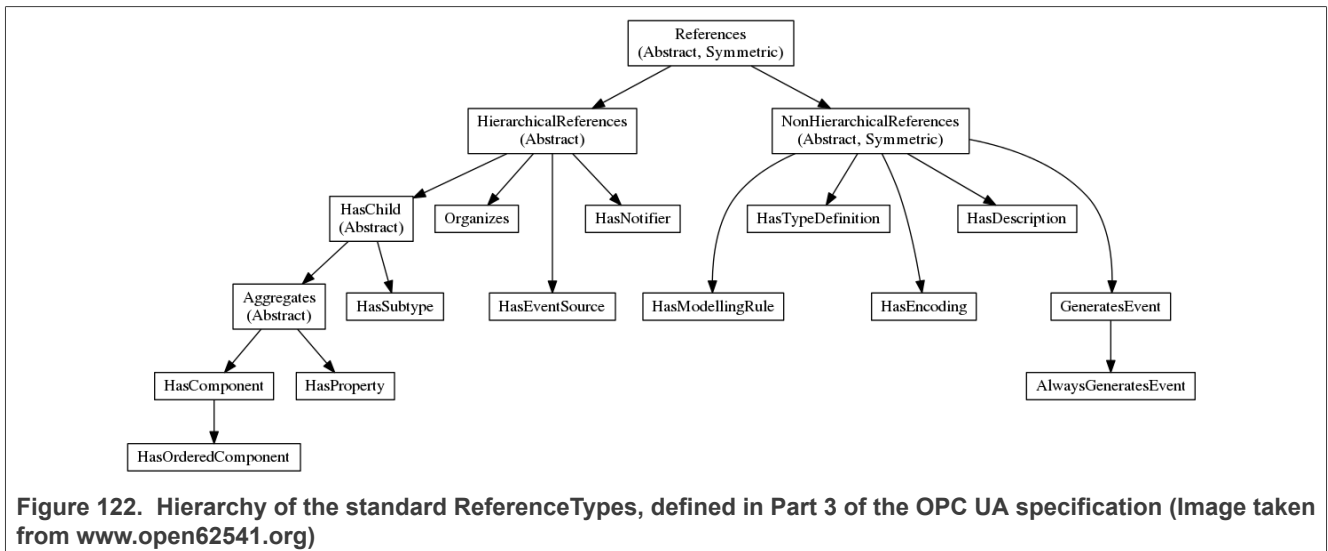 References
(Abstract, Symmetric)
HierarchicalReferences
(Abstract)
NonHierarchicalReferences
(Abstract, Symmetric)
HasChild
(Abstract)
Organizes
HasNotifier
HasTypeDefinition
HasDescription
Aggregates
(Abstract)
HasSubtype
HasEventSource
HasModellingRule
HasEncoding
GeneratesEvent
HasComponent
HasProperty
AlwaysGeneratesEvent
HasOrderedComponent
Figure 122. Hierarchy of the standard ReferenceTypes, defined in Part 3 of the OPC UA specification (Image taken
from www.open62541.org)